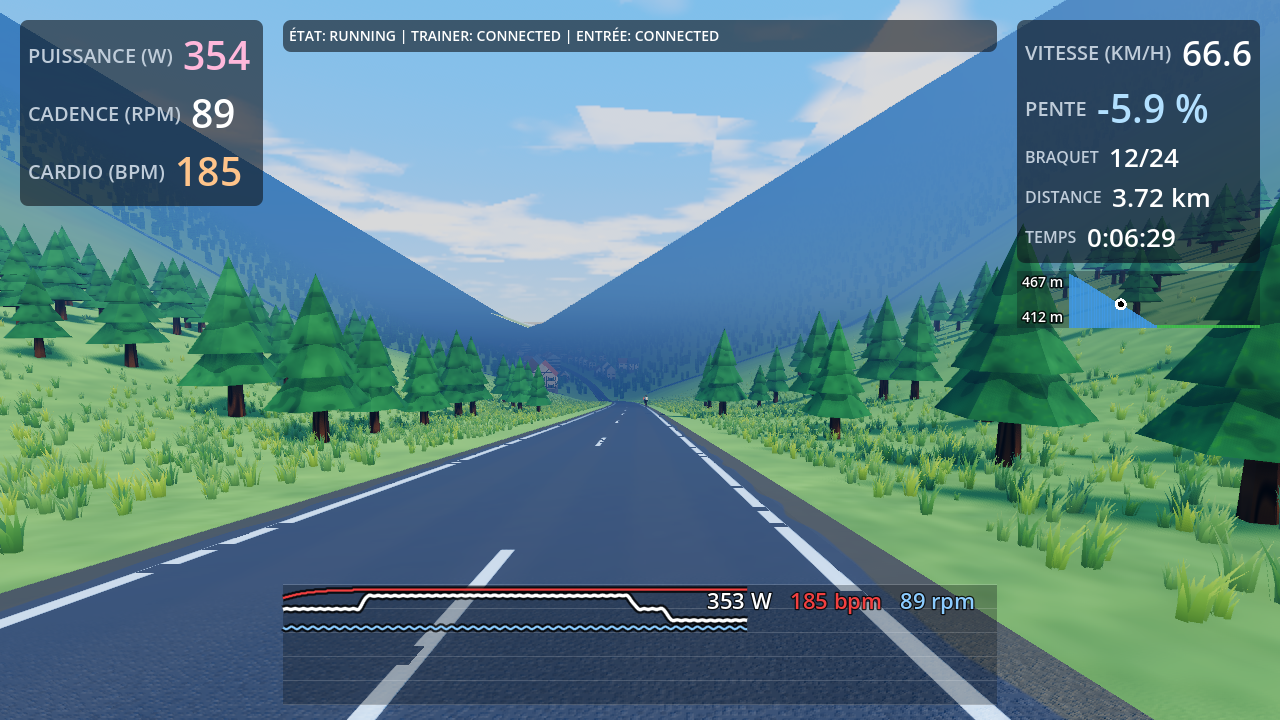 PUISSANCE (W) 354
CADENCE (RPM) 89
CARDIO (BPM) 185
ÉTAT: RUNNING | TRAINER: CONNECTED | ENTRÉE: CONNECTED
VITESSE (KM/H) 66.6
PENTE -5.9 %
BRAQUET 12/24
DISTANCE 3.72 km
TEMPS 0:06:29
467 m
412 m
353 W 185 bpm 89 rpm